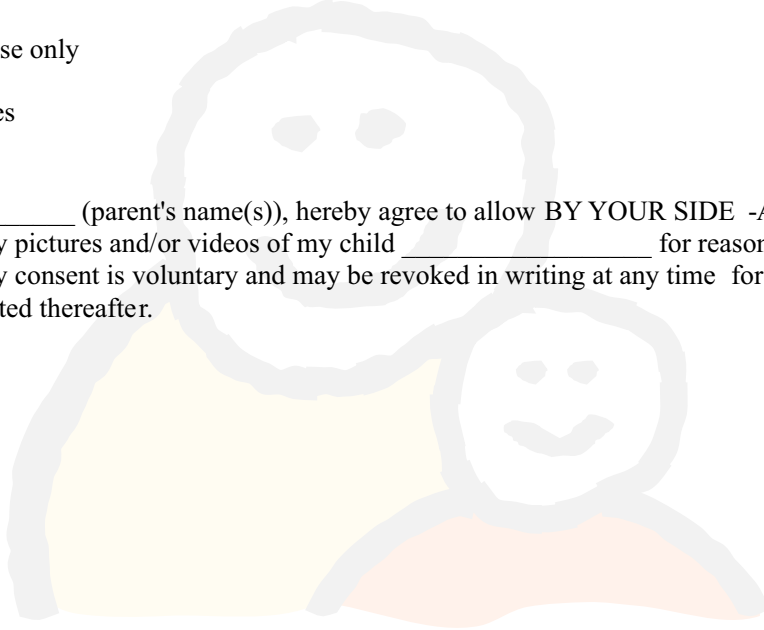 se only
es
______ (parent's name(s)), hereby agree to allow BY YOUR SIDE -A
y pictures and/or videos of my child __________________ for reason
y consent is voluntary and may be revoked in writing at any time for
ted thereafter.